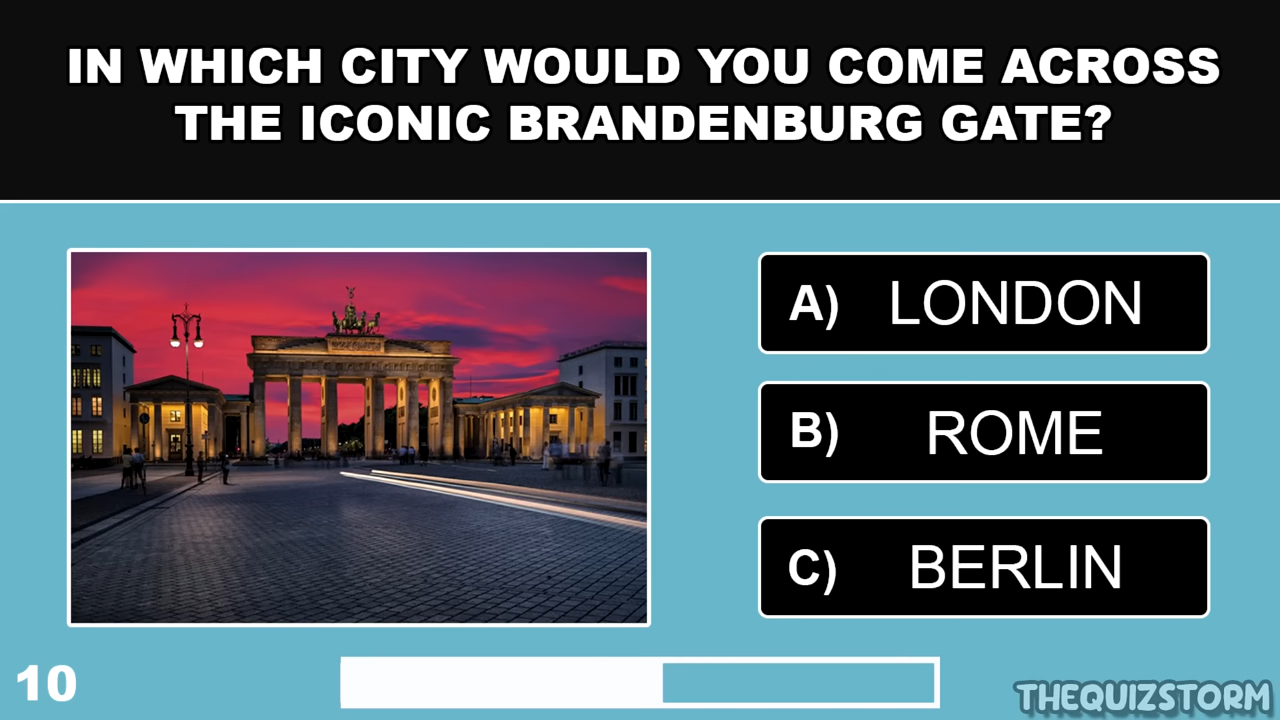 IN WHICH CITY WOULD YOU COME ACROSS
THE ICONIC BRANDENBURG GATE?
A) LONDON
B) ROME
C) BERLIN
10
THEQUIZSTORM